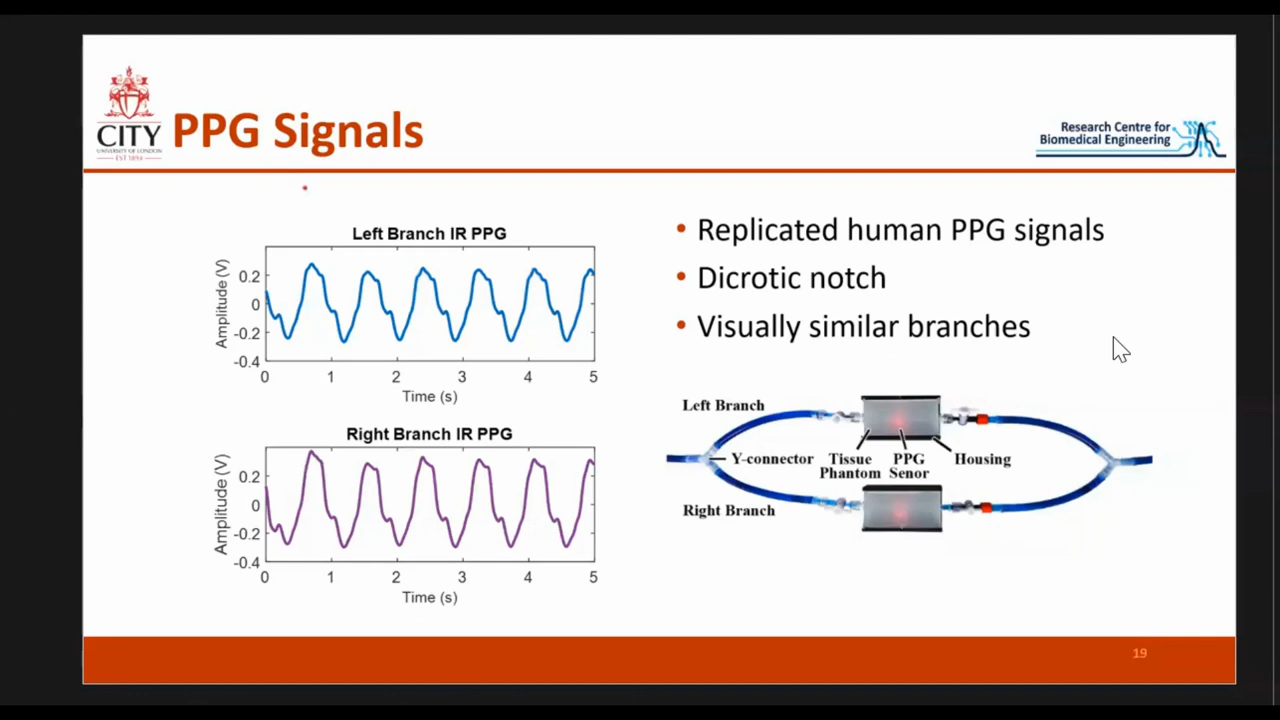 CITY
UNIVERSITY OF LONDON
EST 1894
PPG Signals
Research Centre for
Biomedical Engineering
Left Branch IR PPG
Amplitude (V)
0.2
0
-0.2
-0.4
0 1 2 3 4 5
Time (s)
Right Branch IR PPG
Amplitude (V)
0.2
0
-0.2
-0.4
0 1 2 3 4 5
Time (s)
• Replicated human PPG signals
• Dicrotic notch
• Visually similar branches
Left Branch
Y-connector
Tissue
Phantom
PPG
Senor
Housing
Right Branch
19